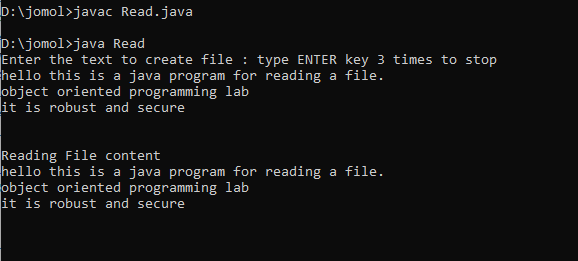 D:\jomol>javac Read.java
D:\jomol>java Read
Enter the text to create file : type ENTER key 3 times to stop
hello this is a java program for reading a file.
object oriented programming lab
it is robust and secure
Reading File content
hello this is a java program for reading a file.
object oriented programming lab
it is robust and secure